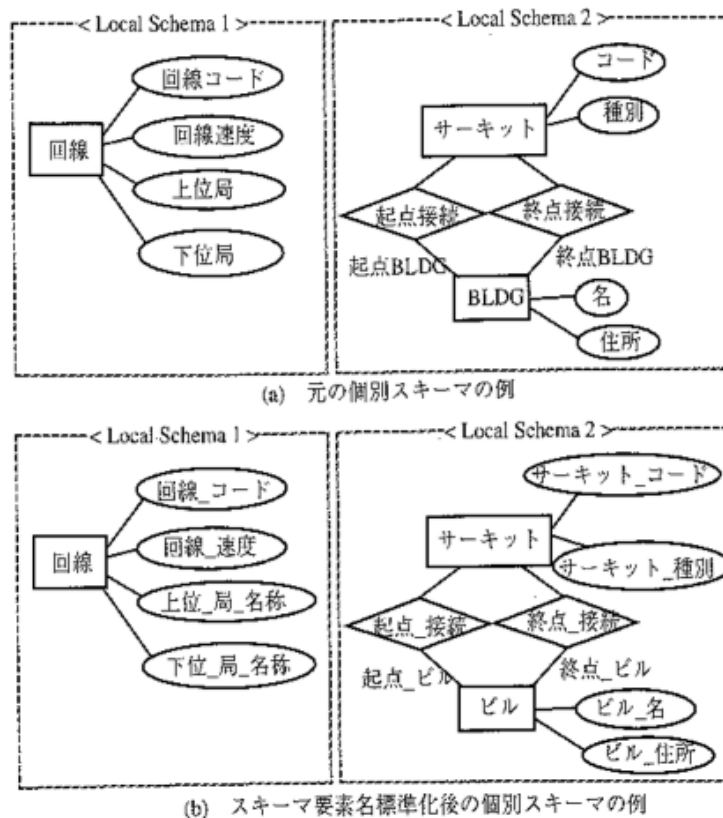 < Local Schema 1 >
回線
回線コード
回線速度
上位局
下位局
< Local Schema 2 >
コード
種別
サーキット
起点接続
終点接続
起点BLDG
終点BLDG
BLDG
名
住所
(a) 元の個別スキーマの例
< Local Schema 1 >
回線
回線_コード
回線_速度
上位_局_名称
下位_局_名称
< Local Schema 2 >
サーキット_コード
サーキット
サーキット_種別
起点_接続
終点_接続
起点_ビル
終点_ビル
ビル
ビル_名
ビル_住所
(b) スキーマ要素名標準化後の個別スキーマの例